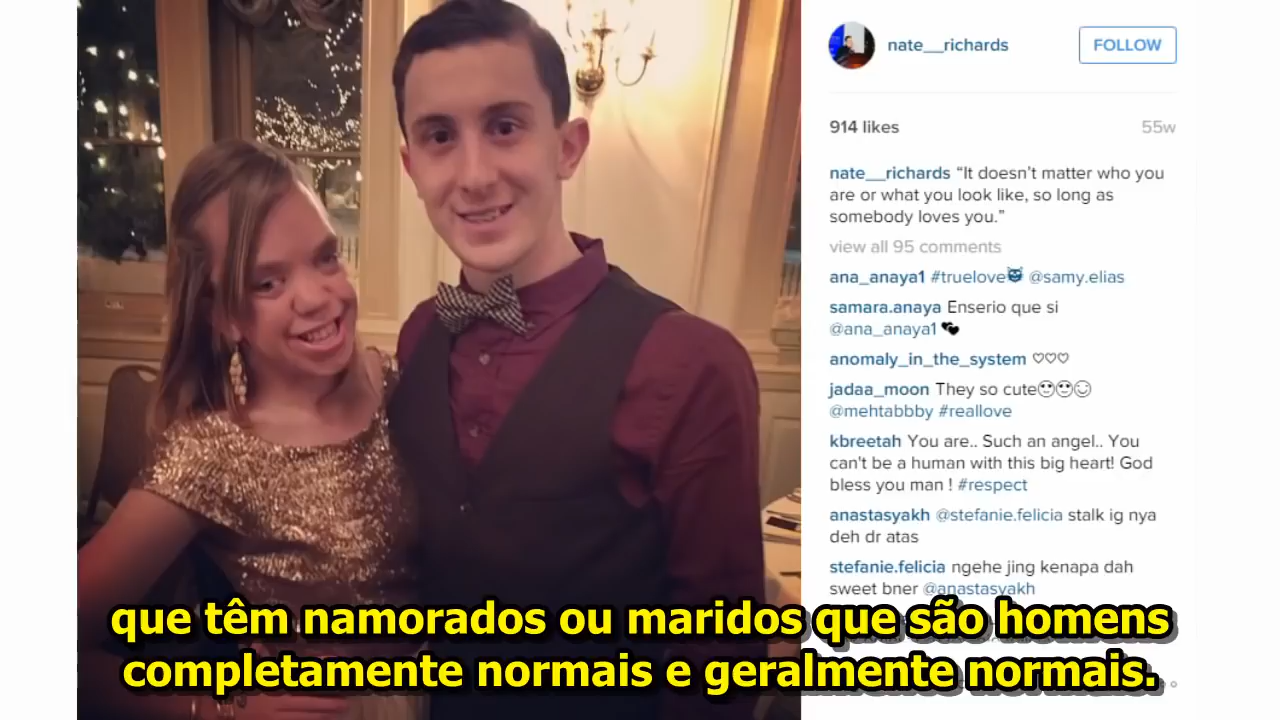 nate__richards
FOLLOW
914 likes
55w
nate__richards “It doesn’t matter who you
are or what you look like, so long as
somebody loves you.”
view all 95 comments
ana_anaya1 #truelove @samy.elias
samara.anaya Enserio que si
@ana_anaya1
anomaly_in_the_system ♡♡♡
jadaa_moon They so cute
@mehtabbby #reallove
kbreetah You are.. Such an angel.. You
can't be a human with this big heart! God
bless you man ! #respect
anastasyakh @stefanie.felicia stalk ig nya
deh dr atas
stefanie.felicia ngehe jing kenapa dah
sweet bner @anastasyakh
que têm namorados ou maridos que são homens
completamente normais e geralmente normais.